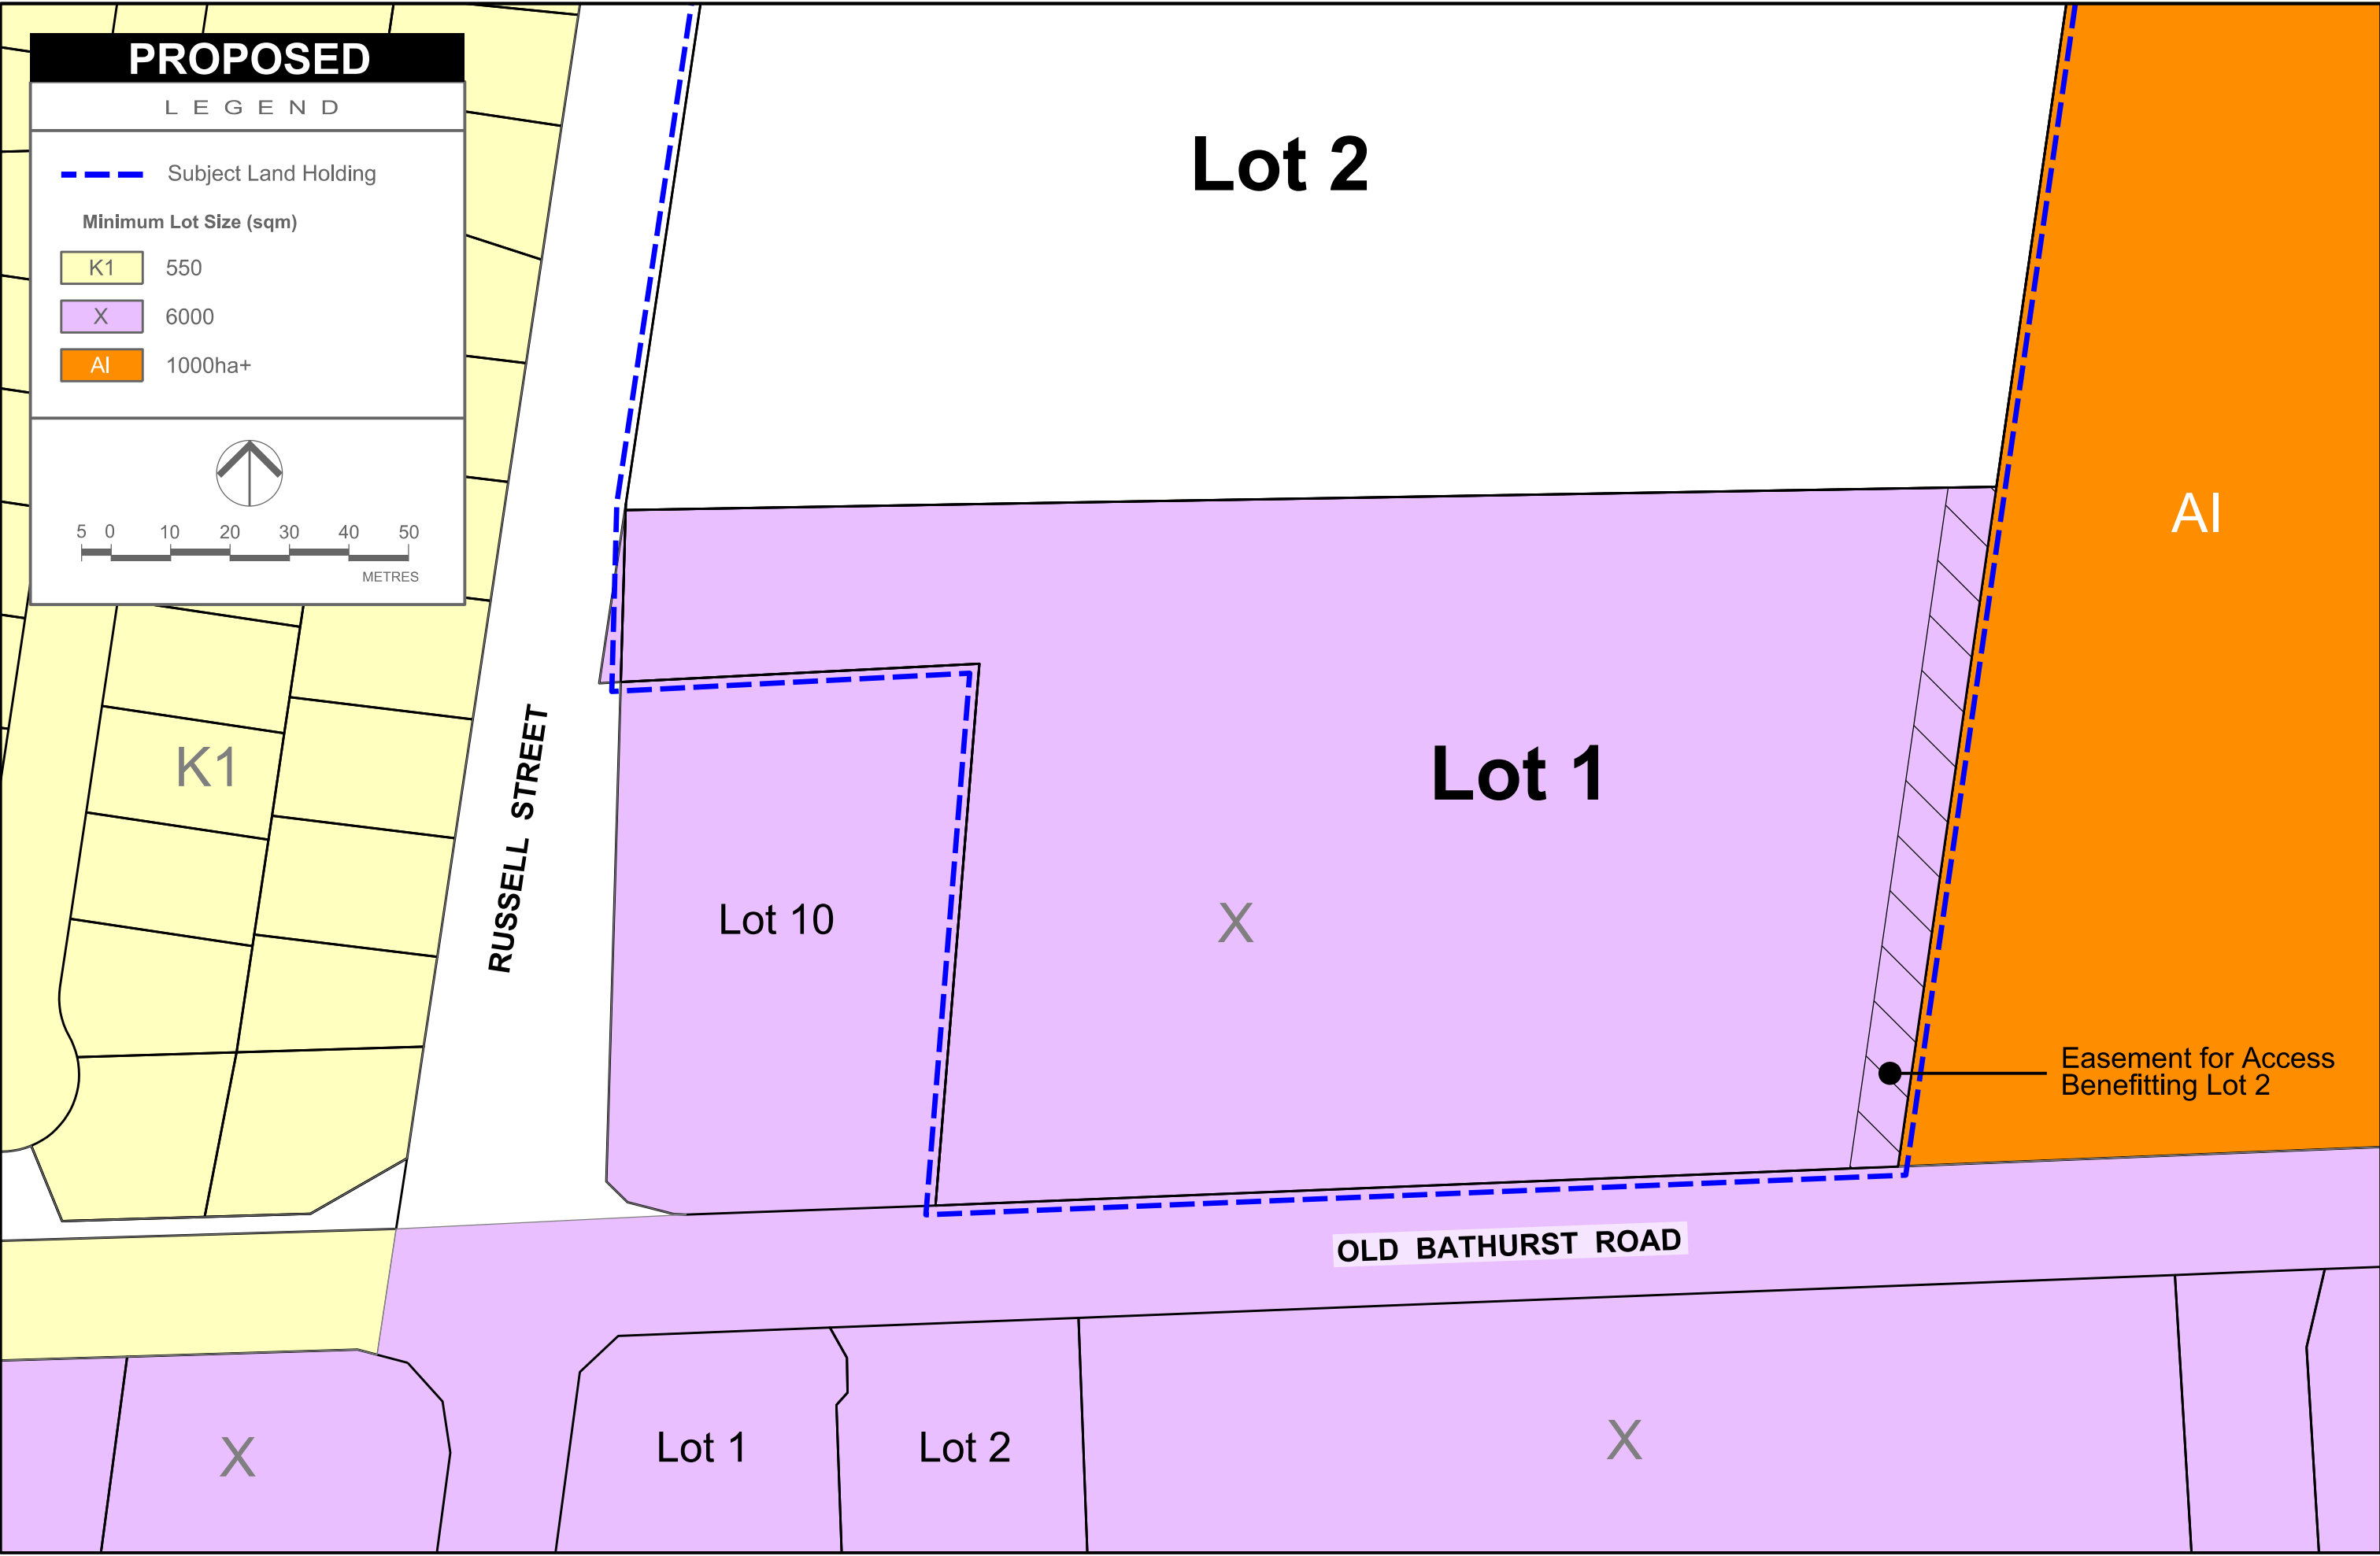 PROPOSED
LEGEND
Subject Land Holding
Minimum Lot Size (sqm)
K1 550
X 6000
AI 1000ha+
5 0 10 20 30 40 50
METRES
Lot 2
AI
K1
RUSSELL STREET
Lot 1
Lot 10
X
Easement for Access
Benefitting Lot 2
OLD BATHURST ROAD
X
Lot 1
Lot 2
X